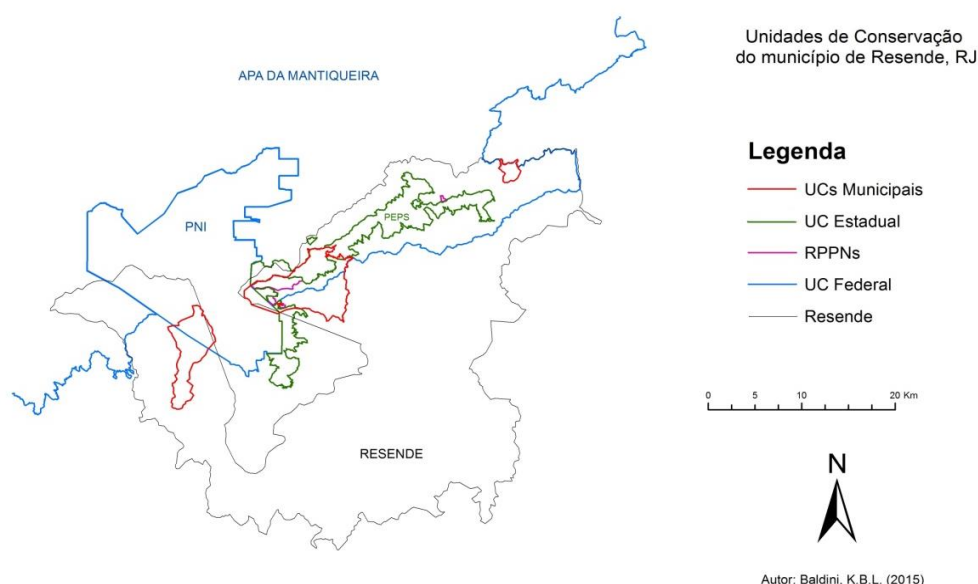 Unidades de Conservação
do município de Resende, RJ
APA DA MANTIQUEIRA
PNI
PEPS
RESENDE
Legenda
UCs Municipais
UC Estadual
RPPNs
UC Federal
Resende
0 5 10 20 Km
N
Autor: Baldini, K.B.L. (2015)